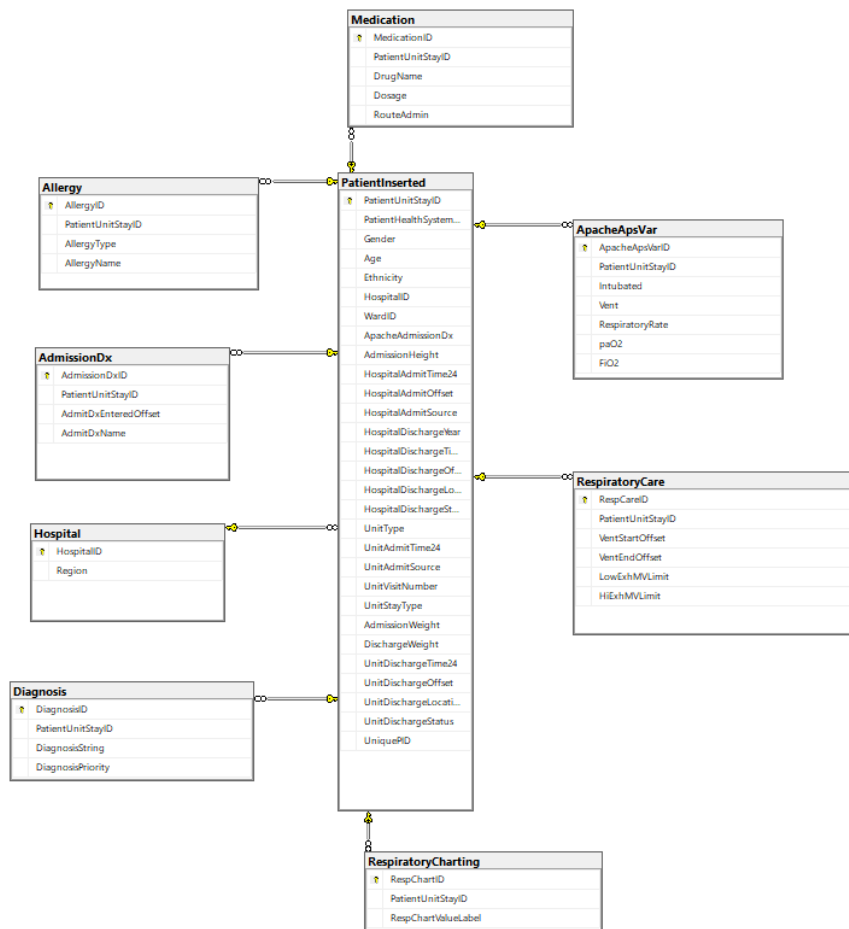 Medication
MedicationID
PatientUnitStayID
DrugName
Dosage
RouteAdmin
Allergy
AllergyID
PatientUnitStayID
AllergyType
AllergyName
PatientInserted
PatientUnitStayID
PatientHealthSystem...
Gender
Age
Ethnicity
HospitalID
WardID
ApacheAdmissionDx
AdmissionHeight
HospitalAdmitTime24
HospitalAdmitOffset
HospitalAdmitSource
HospitalDischargeYear
HospitalDischargeTi...
HospitalDischargeOf...
HospitalDischargeLo...
HospitalDischargeSt...
UnitType
UnitAdmitTime24
UnitAdmitSource
UnitVisitNumber
UnitStayType
AdmissionWeight
DischargeWeight
UnitDischargeTime24
UnitDischargeOffset
UnitDischargeLocati...
UnitDischargeStatus
UniquePID
ApacheApsVar
ApacheApsVarID
PatientUnitStayID
Intubated
Vent
RespiratoryRate
paO2
FiO2
AdmissionDx
AdmissionDxID
PatientUnitStayID
AdmitDxEnteredOffset
AdmitDxName
RespiratoryCare
RespCareID
PatientUnitStayID
VentStartOffset
VentEndOffset
LowExhMVLimit
HiExhMVLimit
Hospital
HospitalID
Region
Diagnosis
DiagnosisID
PatientUnitStayID
DiagnosisString
DiagnosisPriority
RespiratoryCharting
RespChartID
PatientUnitStayID
RespChartValueLabel